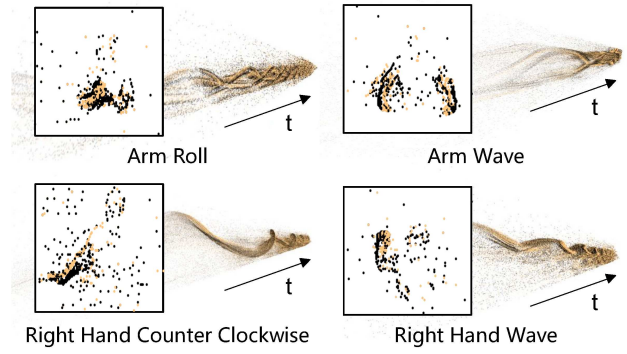 t
t
Arm Roll
Arm Wave
t
t
Right Hand Counter Clockwise
Right Hand Wave